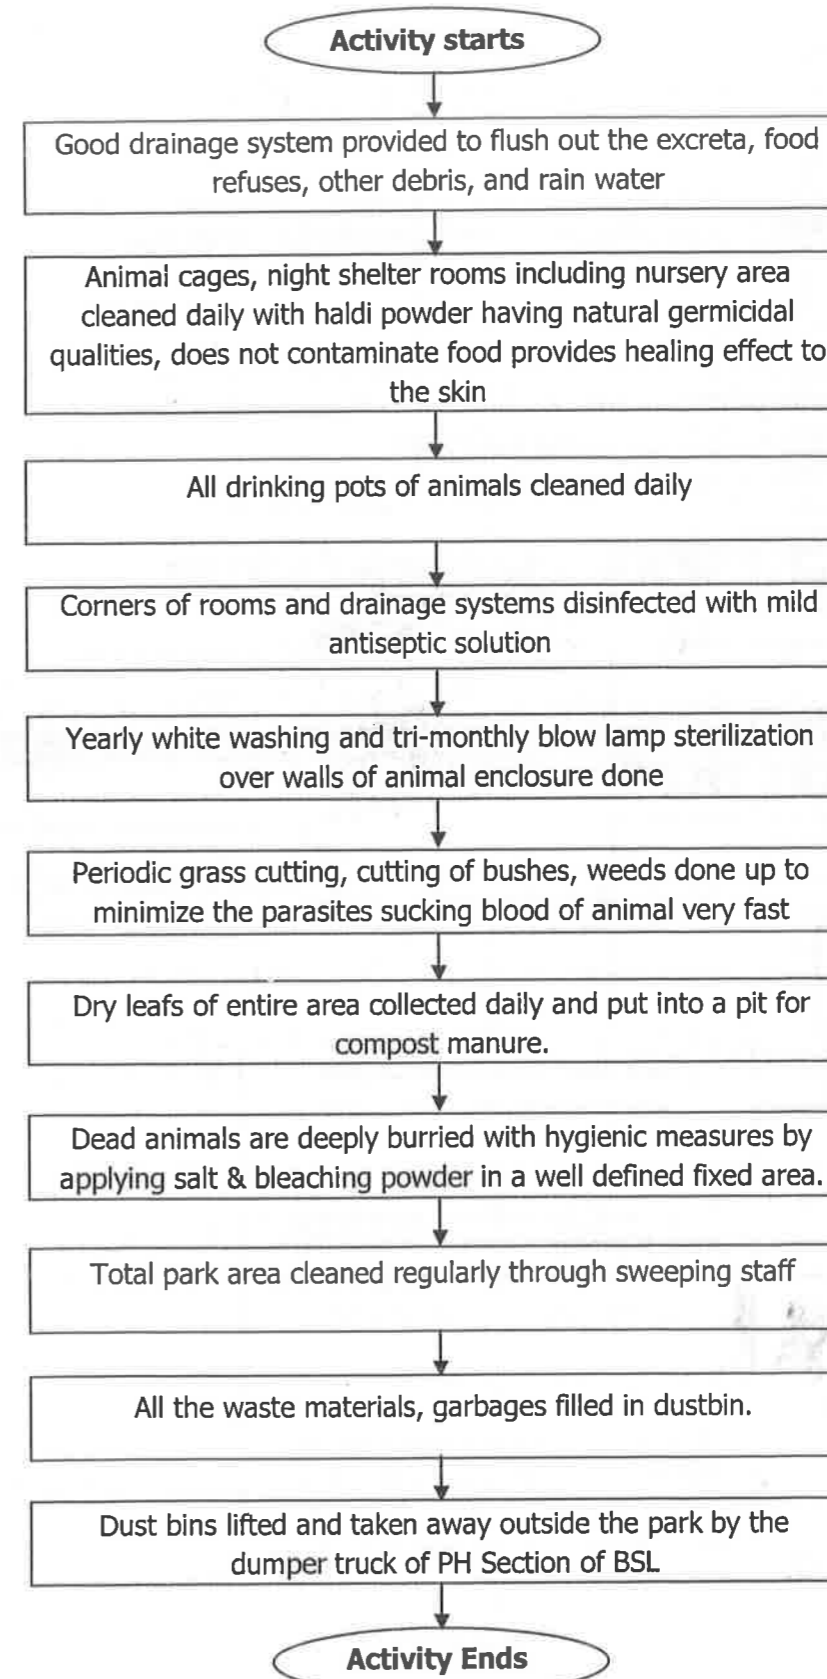 Activity starts
Good drainage system provided to flush out the excreta, food
refuses, other debris, and rain water
Animal cages, night shelter rooms including nursery area
cleaned daily with haldi powder having natural germicidal
qualities, does not contaminate food provides healing effect to
the skin
All drinking pots of animals cleaned daily
Corners of rooms and drainage systems disinfected with mild
antiseptic solution
Yearly white washing and tri-monthly blow lamp sterilization
over walls of animal enclosure done
Periodic grass cutting, cutting of bushes, weeds done up to
minimize the parasites sucking blood of animal very fast
Dry leafs of entire area collected daily and put into a pit for
compost manure.
Dead animals are deeply burried with hygienic measures by
applying salt & bleaching powder in a well defined fixed area.
Total park area cleaned regularly through sweeping staff
All the waste materials, garbages filled in dustbin.
Dust bins lifted and taken away outside the park by the
dumper truck of PH Section of BSL
Activity Ends